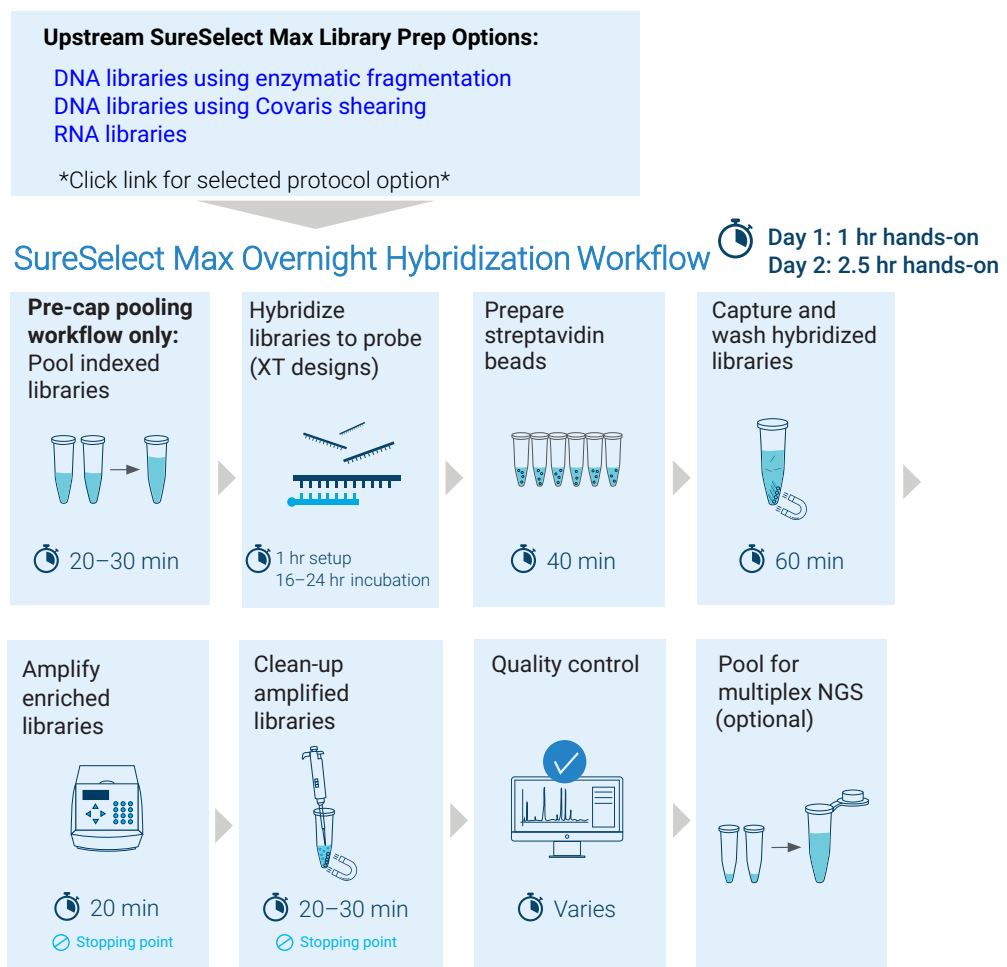 Upstream SureSelect Max Library Prep Options:
DNA libraries using enzymatic fragmentation
DNA libraries using Covaris shearing
RNA libraries
*Click link for selected protocol option*
SureSelect Max Overnight Hybridization Workflow
Day 1: 1 hr hands-on
Day 2: 2.5 hr hands-on
Pre-cap pooling
workflow only:
Pool indexed
libraries
20–30 min
Hybridize
libraries to probe
(XT designs)
1 hr setup
16–24 hr incubation
Prepare
streptavidin
beads
40 min
Capture and
wash hybridized
libraries
60 min
Amplify
enriched
libraries
20 min
Stopping point
Clean-up
amplified
libraries
20–30 min
Stopping point
Quality control
Varies
Pool for
multiplex NGS
(optional)